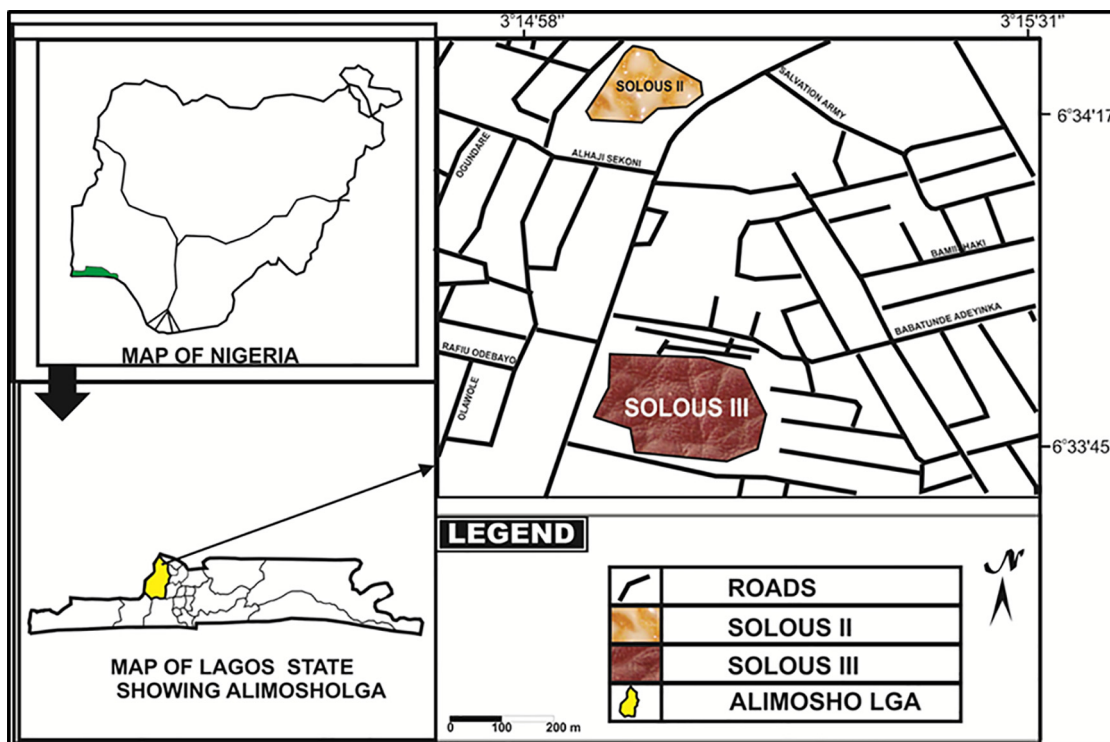 3°14'58"
3°15'31"
SOLOUS II
SALVATION ARMY
6°34'17
OGUNDARE
ALHAJI SEKONI
BABATUNDE ADEYINKA
MAP OF NIGERIA
RAFIU ODEBAYO
OLAWOLE
SOLOUS III
6°33'45
LEGEND
N
ROADS
SOLOUS II
SOLOUS III
ALIMOSHO LGA
MAP OF LAGOS STATE
SHOWING ALIMOSHOLGA
0 100 200 m